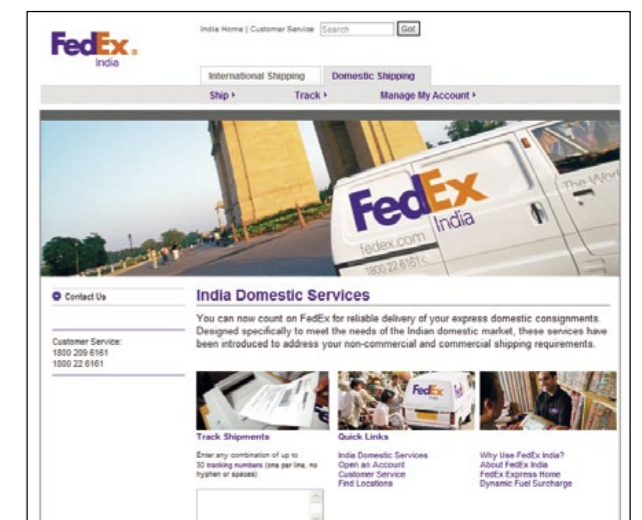 India Home | Customer Service Search Go!
FedEx®
India
International Shipping Domestic Shipping
Ship Track Manage My Account
FedEx
India
The Wor
fedex.com
1800 22 6161
Contact Us
Customer Service:
1800 209 6161
1800 22 6161
India Domestic Services
You can now count on FedEx for reliable delivery of your express domestic consignments.
Designed specifically to meet the needs of the Indian domestic market, these services have
been introduced to address your non-commercial and commercial shipping requirements.
FedEx
Track Shipments
Enter any combination of up to
30 tracking numbers (one per line, no
hyphen or spaces)
Quick Links
India Domestic Services
Open an Account
Customer Service
Find Locations
Why Use FedEx India?
About FedEx India
FedEx Express Home
Dynamic Fuel Surcharge